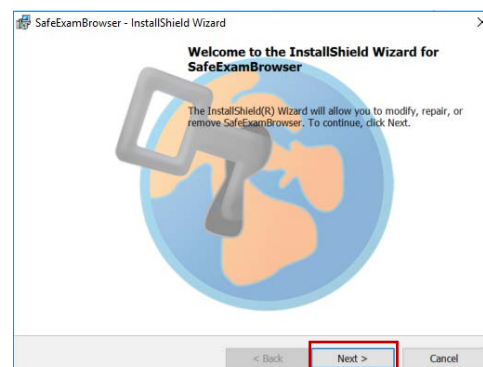 SafeExamBrowser - InstallShield Wizard
Welcome to the InstallShield Wizard for
SafeExamBrowser
The InstallShield(R) Wizard will allow you to modify, repair, or
remove SafeExamBrowser. To continue, click Next.
< Back Next > Cancel